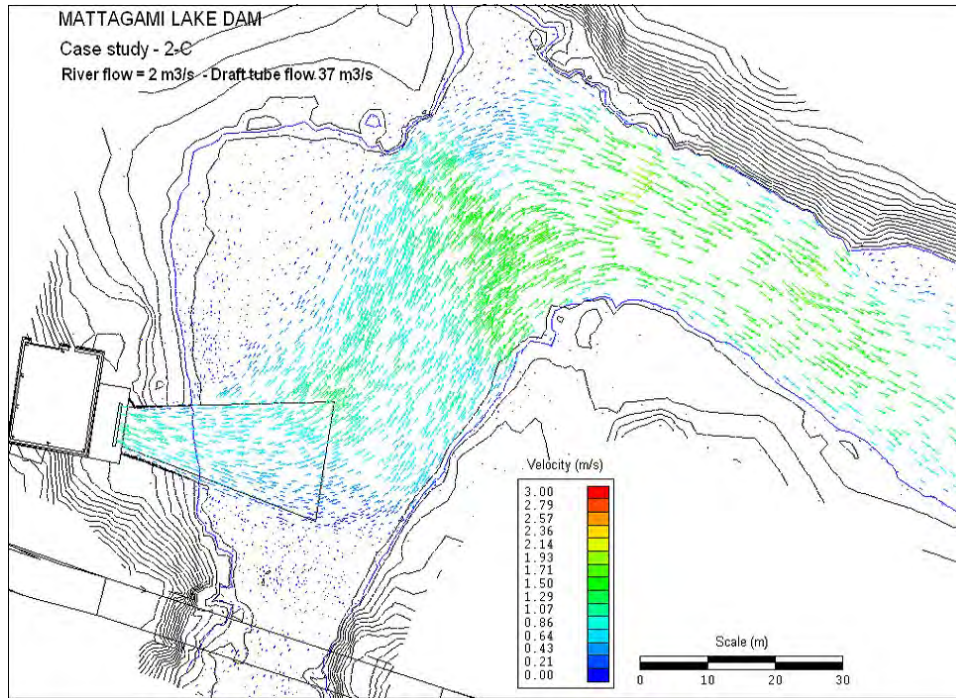 MATTAGAMI LAKE DAM
Case study - 2-C
River flow = 2 m3/s - Draft tube flow 37 m3/s
Velocity (m/s)
3.00
2.79
2.57
2.36
2.14
1.93
1.71
1.50
1.29
1.07
0.86
0.64
0.43
0.21
0.00
Scale (m)
0 10 20 30